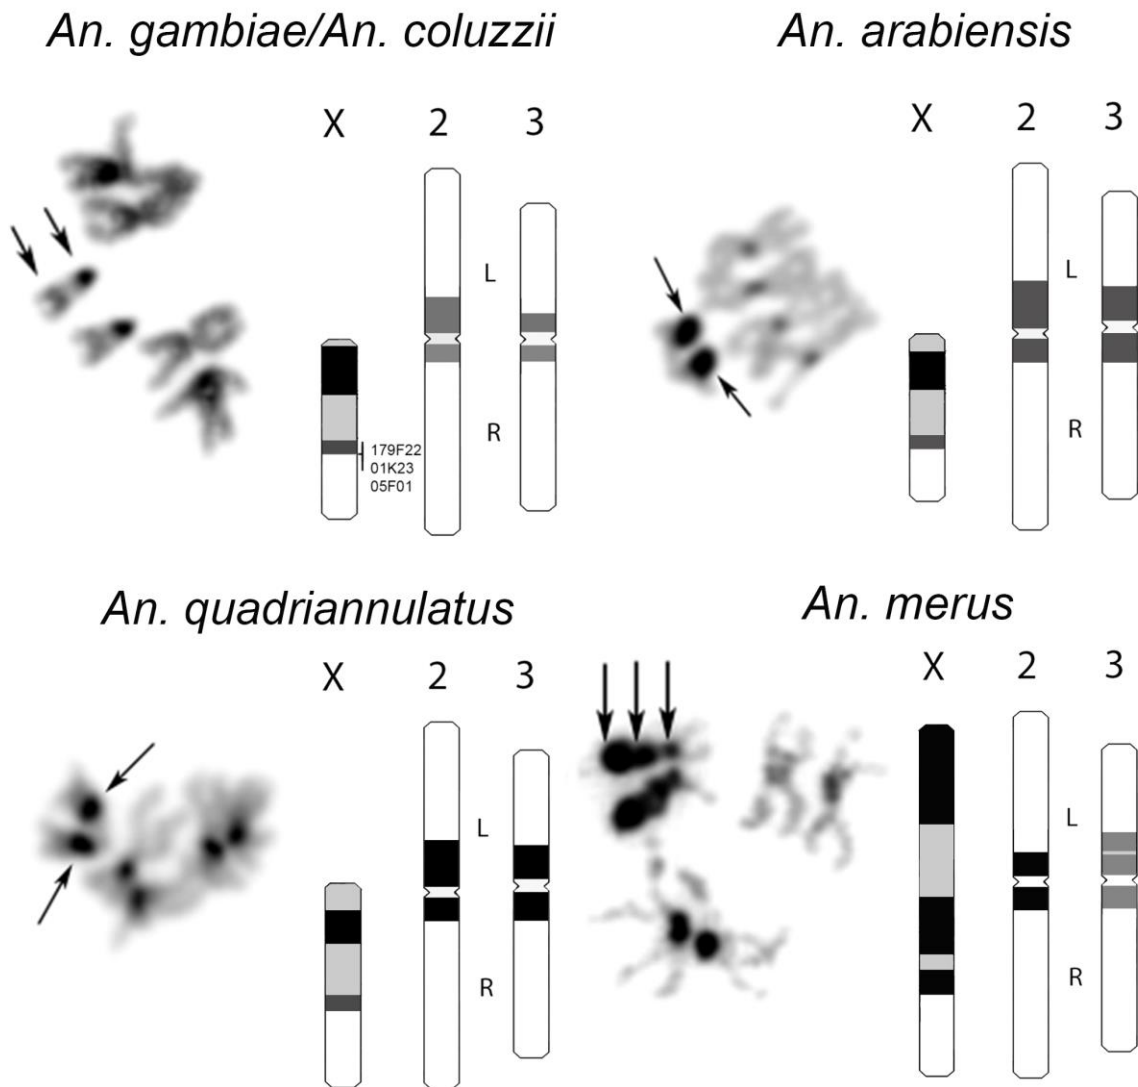 An. gambiae/An. coluzzii
X 2 3
L
R
179F22
01K23
05F01
An. arabiensis
X 2 3
L
R
An. quadriannulatus
X 2 3
L
R
An. merus
X 2 3
L
R